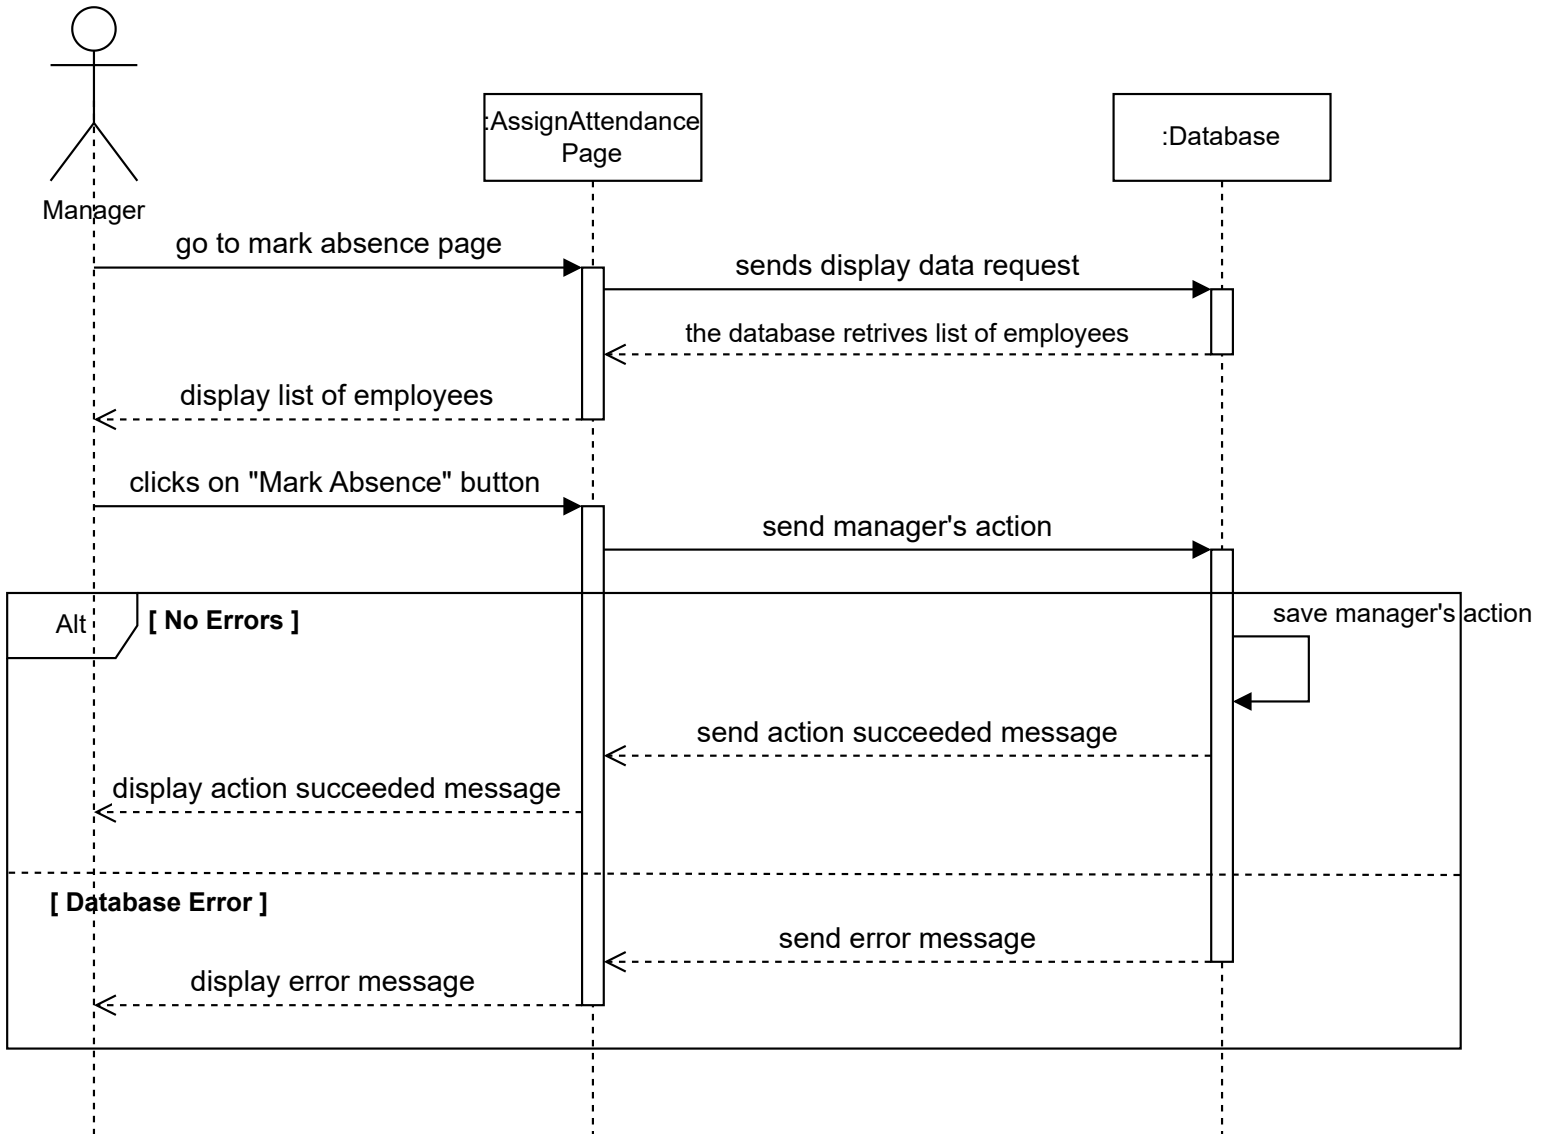 :AssignAttendance
Page
:Database
Manager
go to mark absence page
sends display data request
the database retrives list of employees
display list of employees
clicks on "Mark Absence" button
send manager's action
Alt
[ No Errors ]
save manager's action
send action succeeded message
display action succeeded message
[ Database Error ]
send error message
display error message